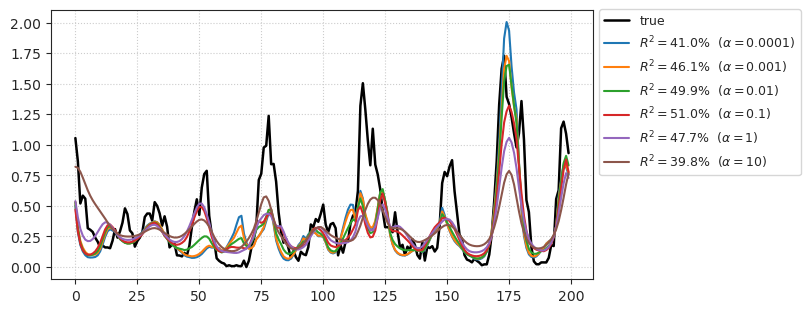 2.00
1.75
1.50
1.25
1.00
0.75
0.50
0.25
0.00
0 25 50 75 100 125 150 175 200
true
R² = 41.0% (α = 0.0001)
R² = 46.1% (α = 0.001)
R² = 49.9% (α = 0.01)
R² = 51.0% (α = 0.1)
R² = 47.7% (α = 1)
R² = 39.8% (α = 10)